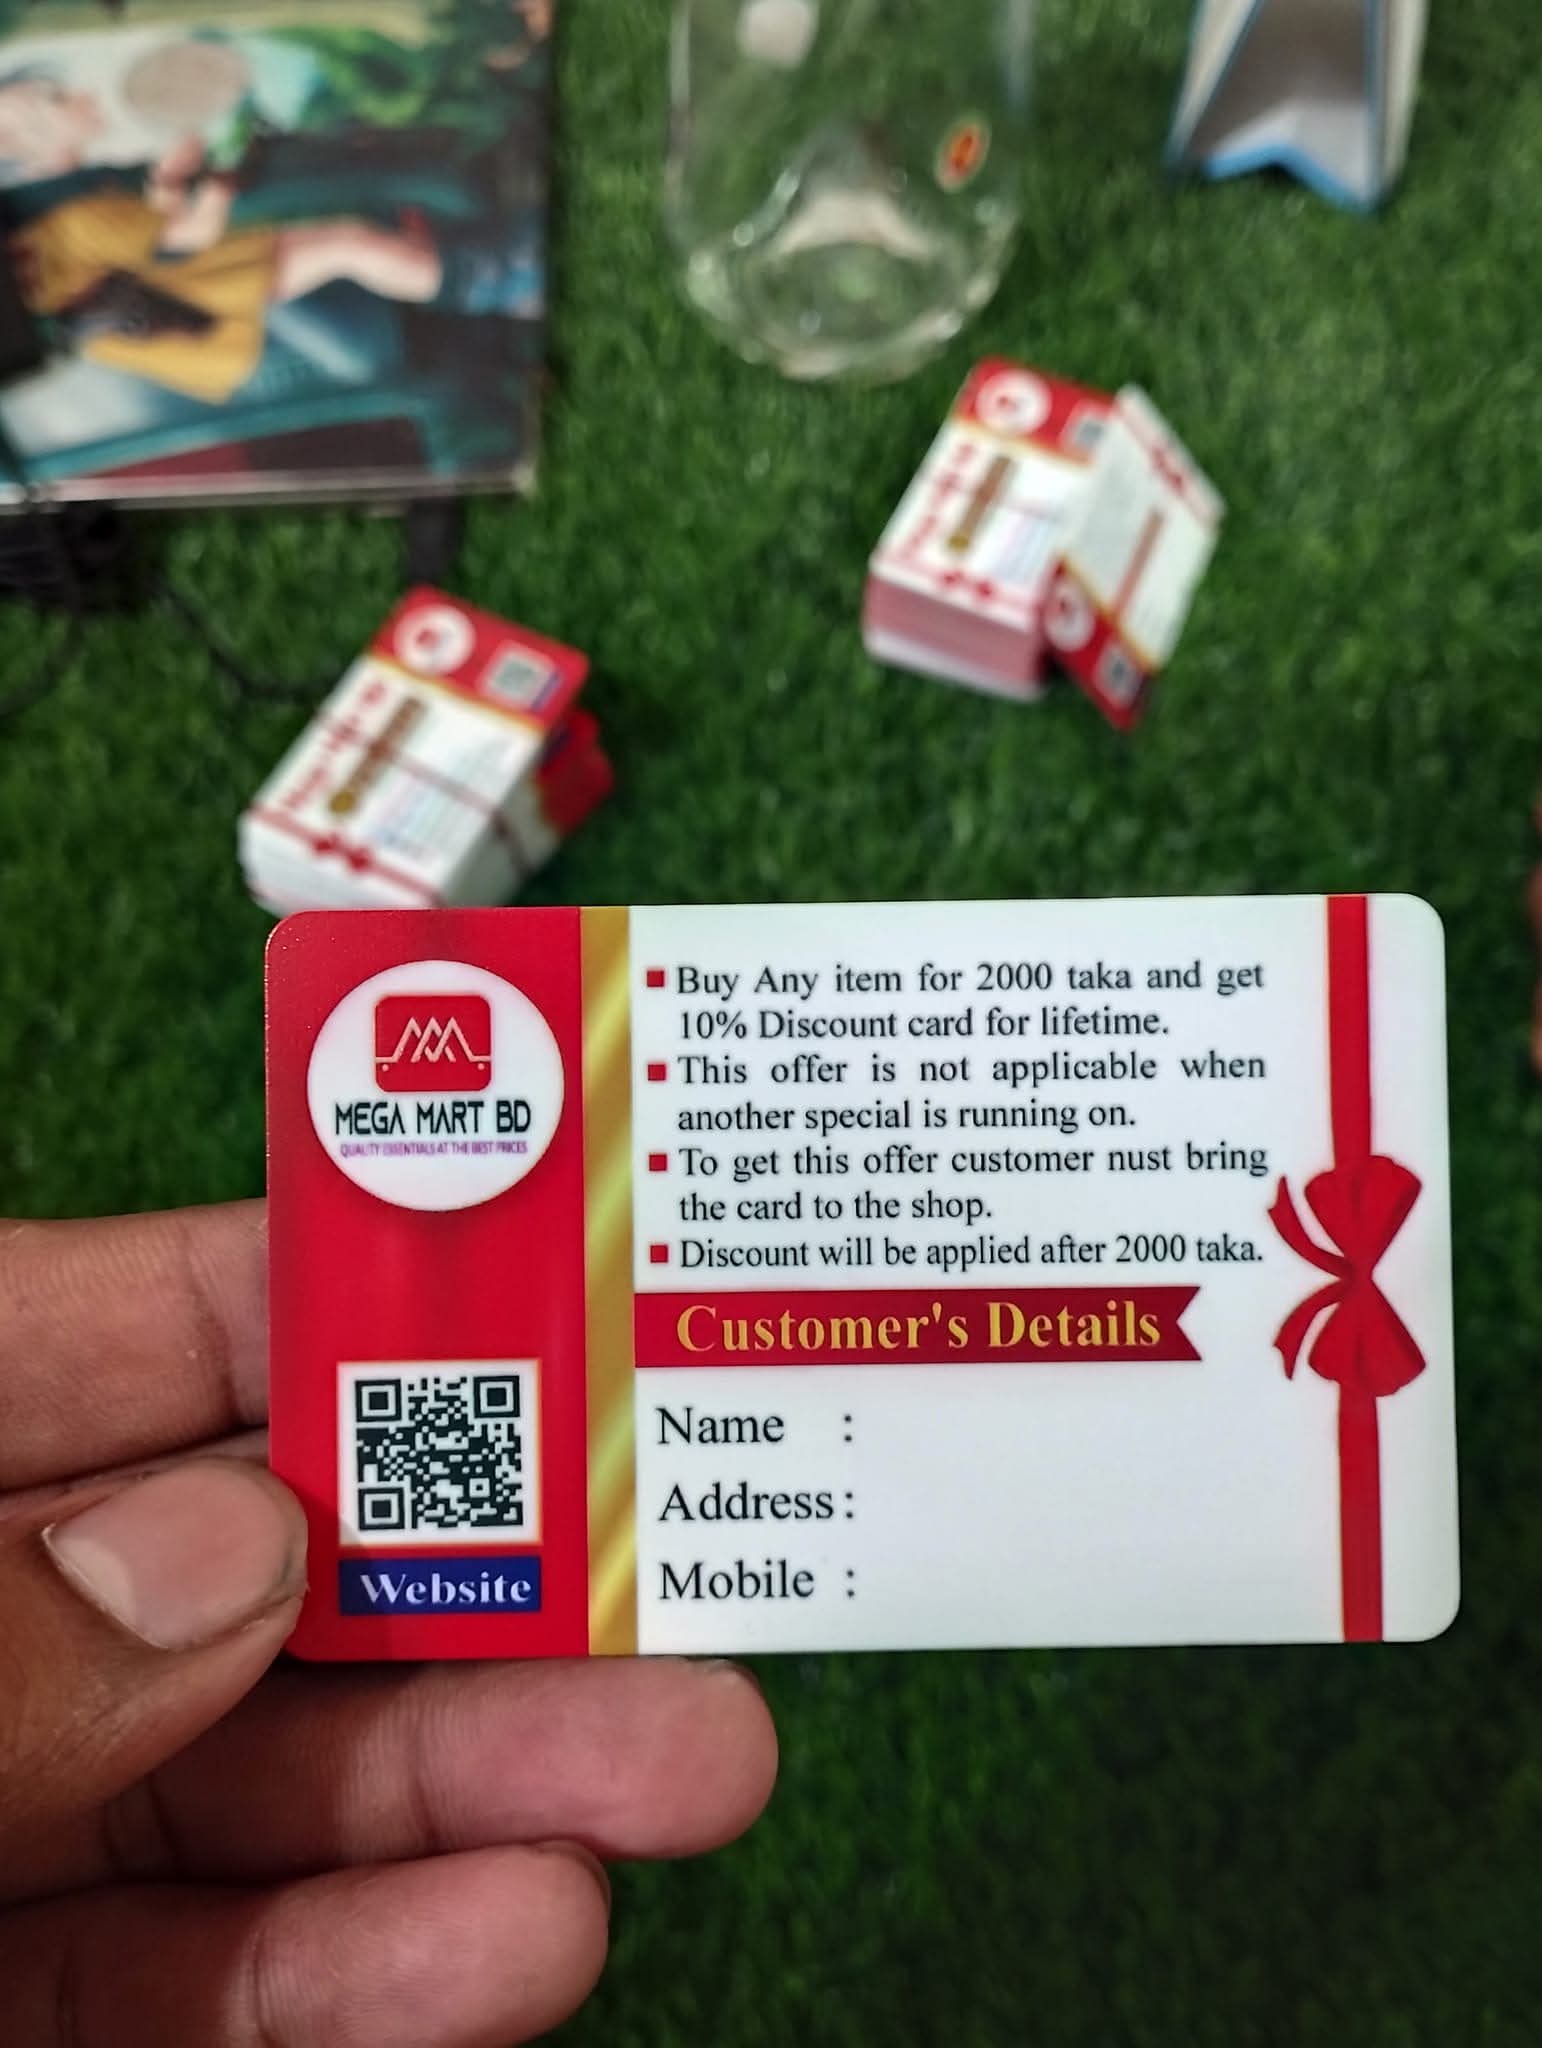 MEGA MART BD
QUALITY ESSENTIALS AT THE BEST PRICES
Website
Buy Any item for 2000 taka and get
10% Discount card for lifetime.
This offer is not applicable when
another special is running on.
To get this offer customer nust bring
the card to the shop.
Discount will be applied after 2000 taka.
Customer's Details
Name :
Address :
Mobile :